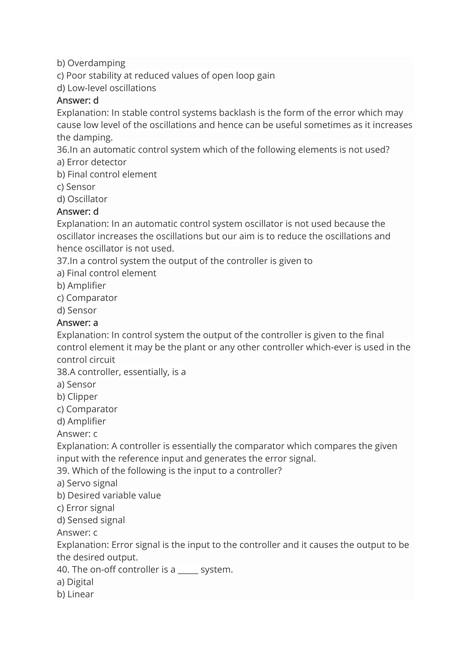 b) Overdamping
c) Poor stability at reduced values of open loop gain
d) Low-level oscillations
Answer: d
Explanation: In stable control systems backlash is the form of the error which may
cause low level of the oscillations and hence can be useful sometimes as it increases
the damping.
36.In an automatic control system which of the following elements is not used?
a) Error detector
b) Final control element
c) Sensor
d) Oscillator
Answer: d
Explanation: In an automatic control system oscillator is not used because the
oscillator increases the oscillations but our aim is to reduce the oscillations and
hence oscillator is not used.
37.In a control system the output of the controller is given to
a) Final control element
b) Amplifier
c) Comparator
d) Sensor
Answer: a
Explanation: In control system the output of the controller is given to the final
control element it may be the plant or any other controller which-ever is used in the
control circuit
38.A controller, essentially, is a
a) Sensor
b) Clipper
c) Comparator
d) Amplifier
Answer: c
Explanation: A controller is essentially the comparator which compares the given
input with the reference input and generates the error signal.
39. Which of the following is the input to a controller?
a) Servo signal
b) Desired variable value
c) Error signal
d) Sensed signal
Answer: c
Explanation: Error signal is the input to the controller and it causes the output to be
the desired output.
40. The on-off controller is a _____ system.
a) Digital
b) Linear